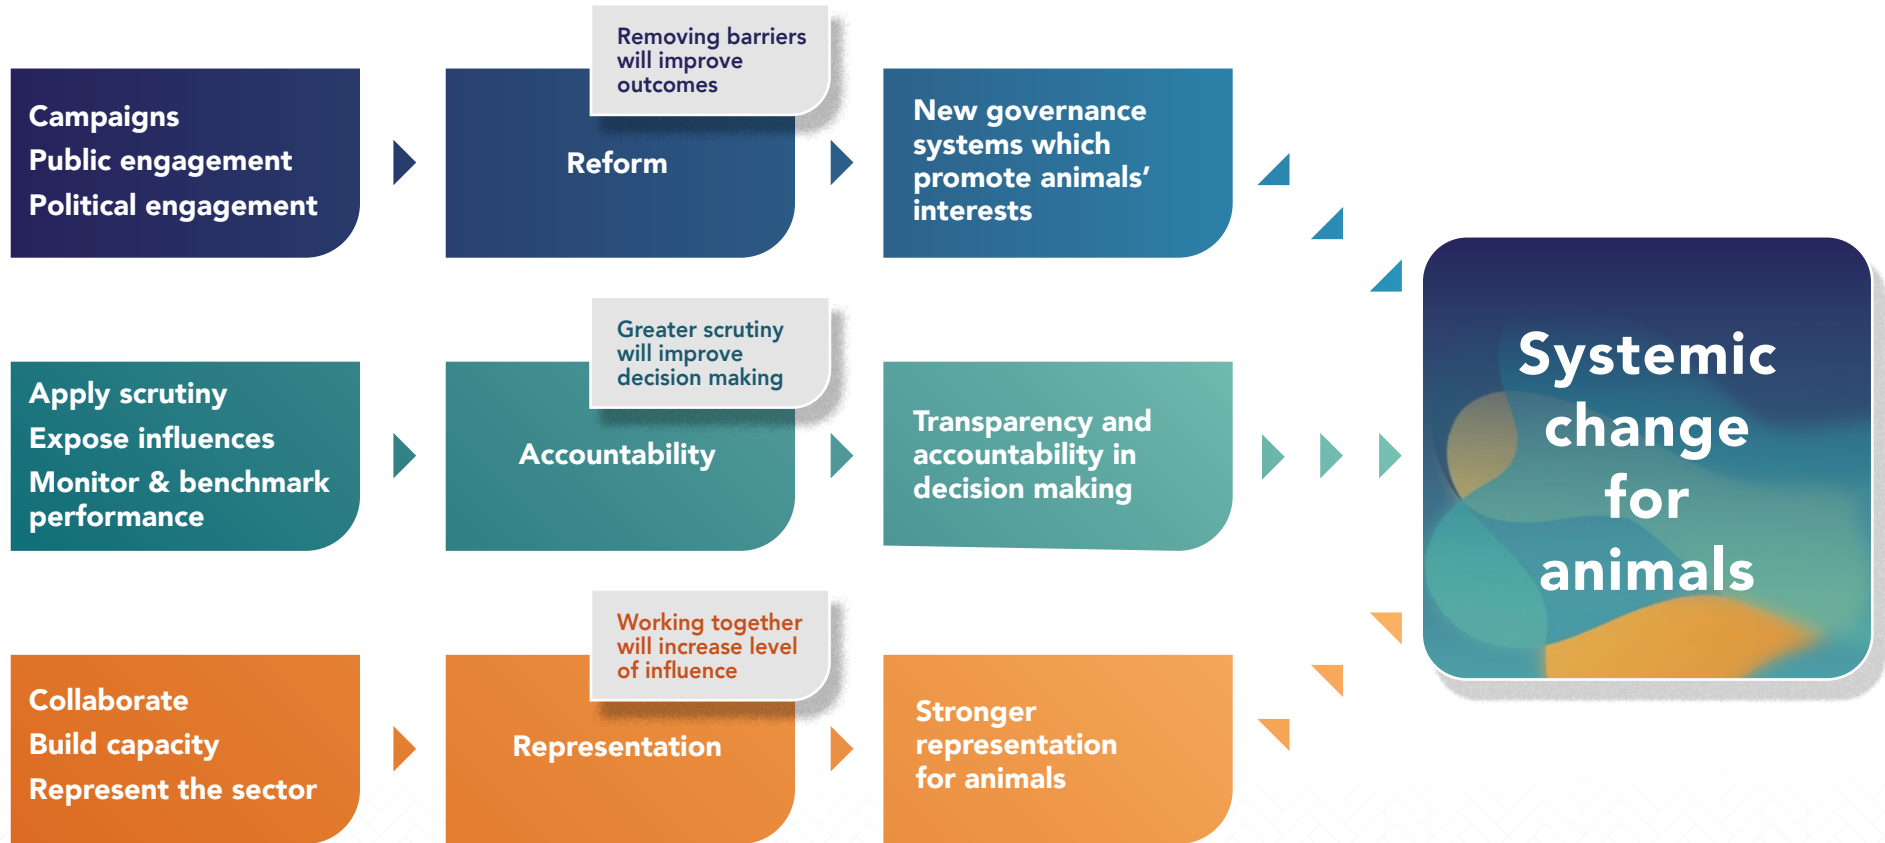 Campaigns
Public engagement
Political engagement
Removing barriers
will improve
outcomes
Reform
New governance
systems which
promote animals’
interests
Apply scrutiny
Expose influences
Monitor & benchmark
performance
Greater scrutiny
will improve
decision making
Accountability
Transparency and
accountability in
decision making
Collaborate
Build capacity
Represent the sector
Working together
will increase level
of influence
Representation
Stronger
representation
for animals
Systemic
change
for
animals